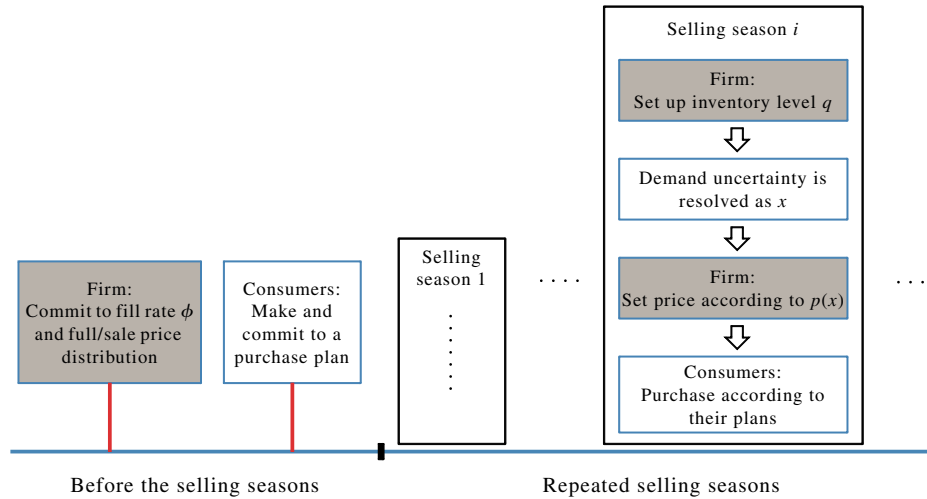 Firm:
Commit to fill rate ϕ
and full/sale price
distribution
Consumers:
Make and
commit to a
purchase plan
Selling
season 1
. . . . . . .
. . . .
Selling season i
Firm:
Set up inventory level q
Demand uncertainty is
resolved as x
Firm:
Set price according to p(x)
Consumers:
Purchase according to
their plans
. . .
Before the selling seasons
Repeated selling seasons